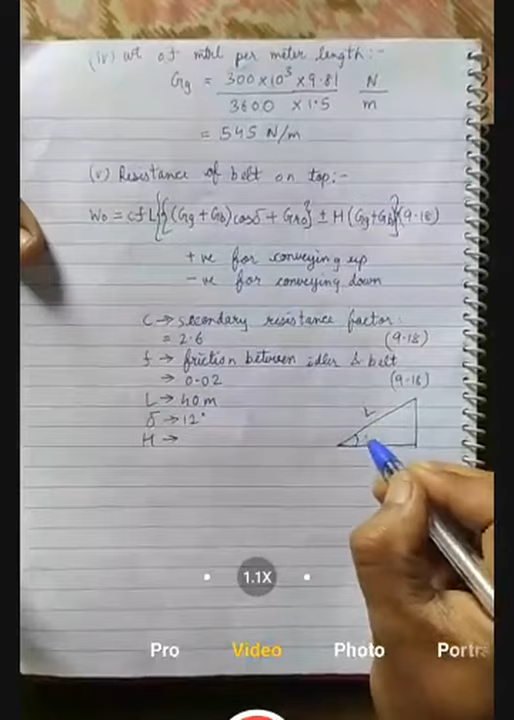 (iv) wt of mtrl per meter length:-
Gg = 300 x 10³ x 9.81 / 3600 x 1.5 N/m
= 545 N/m
(v) Resistance of belt on top:-
Wo = cfL{[(Gg+Gb)cosδ + Gro} ± H(Gg+Gb)} (9-18)
+ve for conveying up
-ve for conveying down
C → secondary resistance factor.
= 2.6 (9-18)
f → friction between idler & belt
→ 0.02 (9-16)
L → 40 m
δ → 12°
H →
L
1.1X
Pro Video Photo Portra